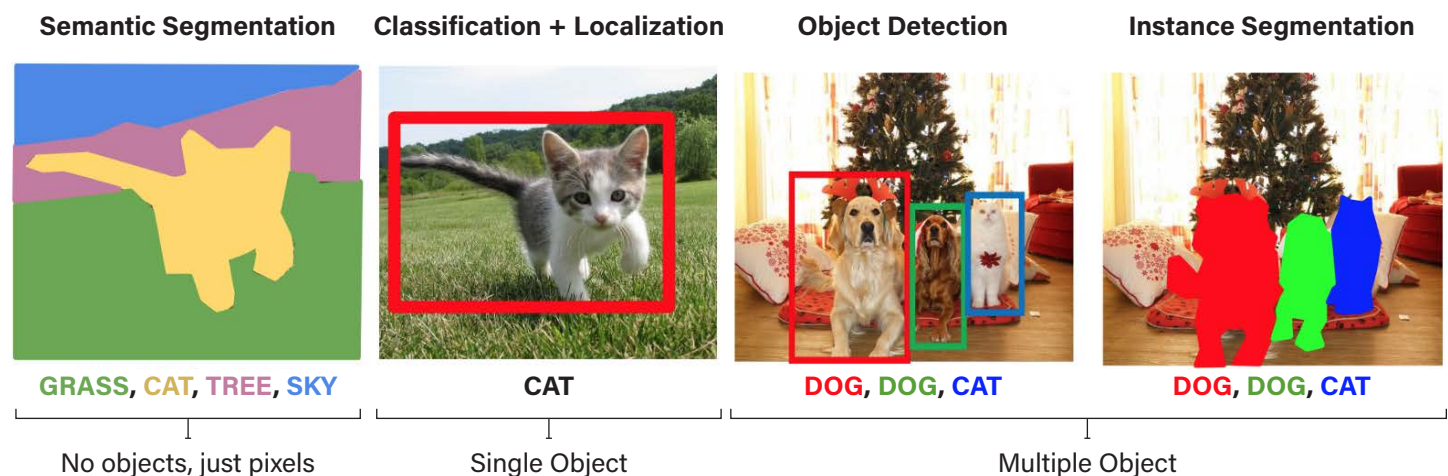 Semantic Segmentation
Classification + Localization
Object Detection
Instance Segmentation
GRASS, CAT, TREE, SKY
CAT
DOG, DOG, CAT
DOG, DOG, CAT
No objects, just pixels
Single Object
Multiple Object